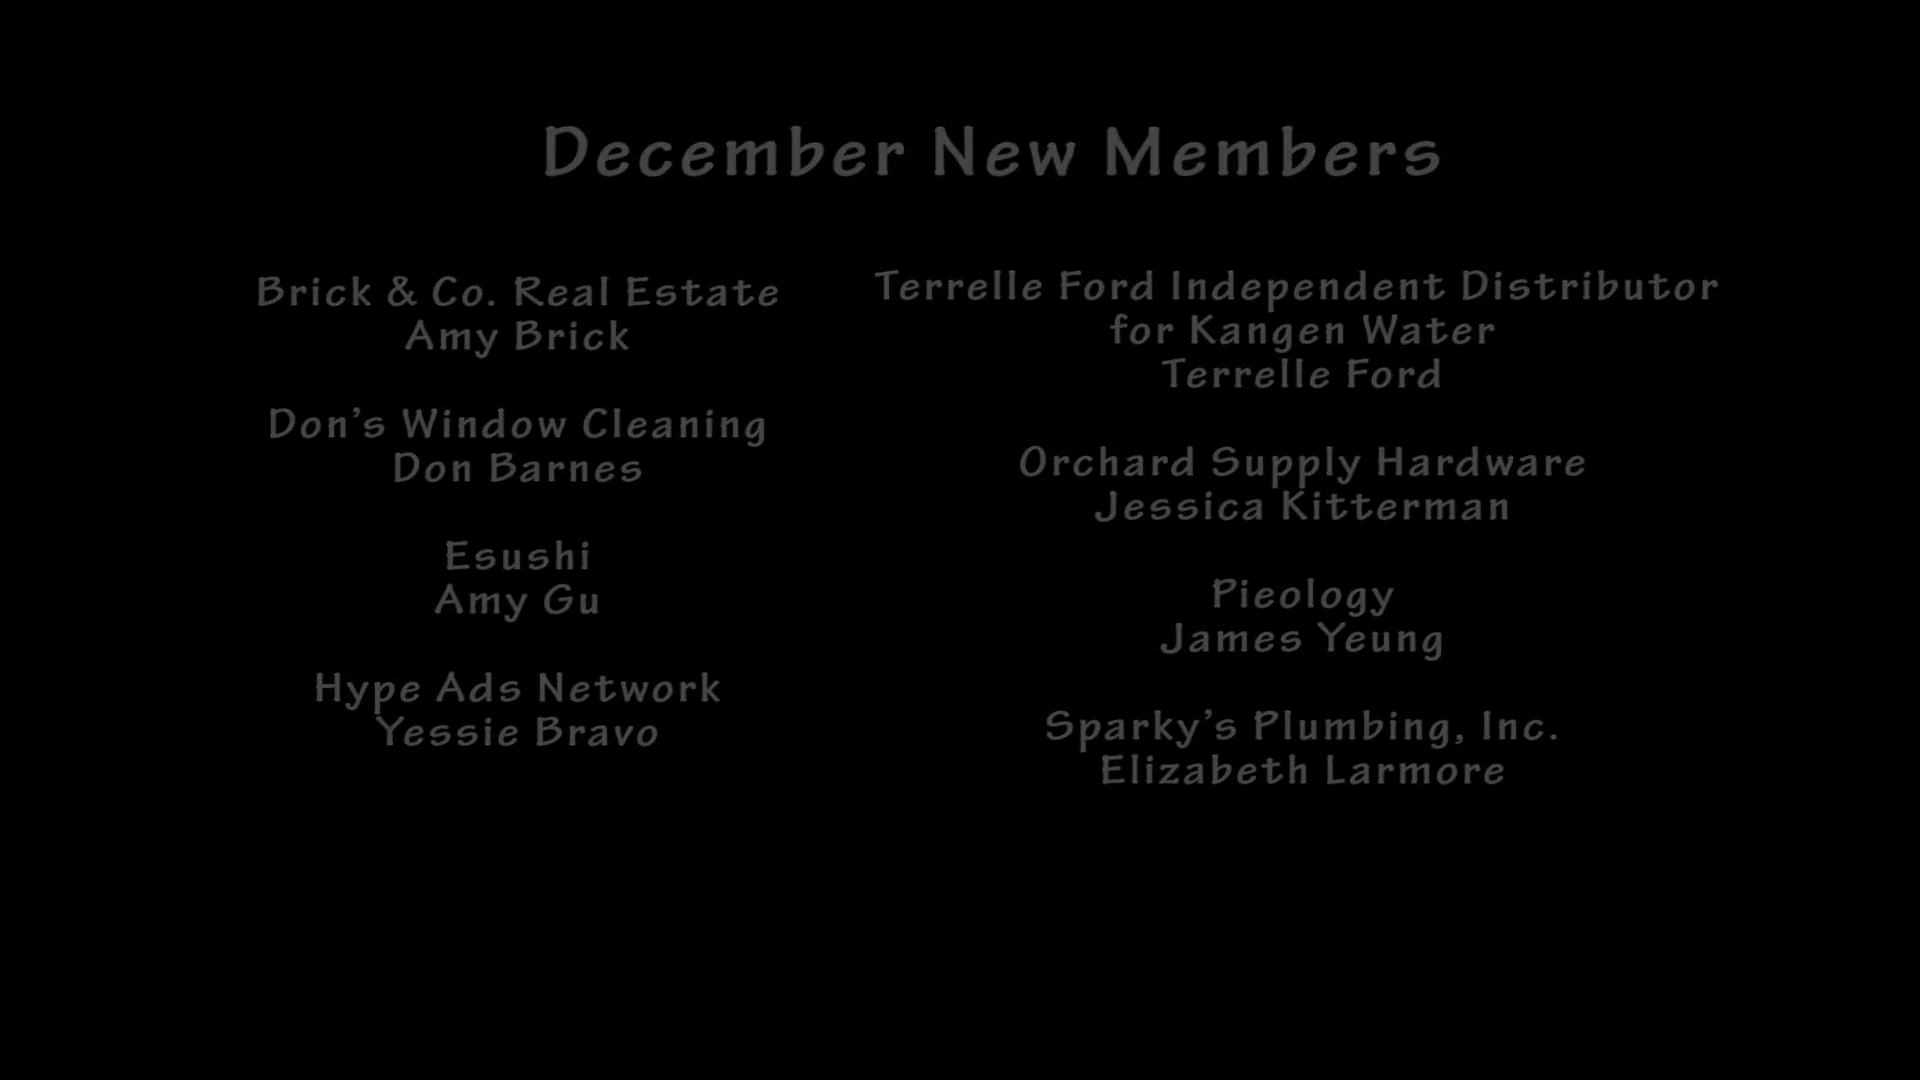 December New Members
Brick & Co. Real Estate
Amy Brick
Don’s Window Cleaning
Don Barnes
Esushi
Amy Gu
Hype Ads Network
Yessie Bravo
Terrelle Ford Independent Distributor
for Kangen Water
Terrelle Ford
Orchard Supply Hardware
Jessica Kitterman
Pieology
James Yeung
Sparky’s Plumbing, Inc.
Elizabeth Larmore